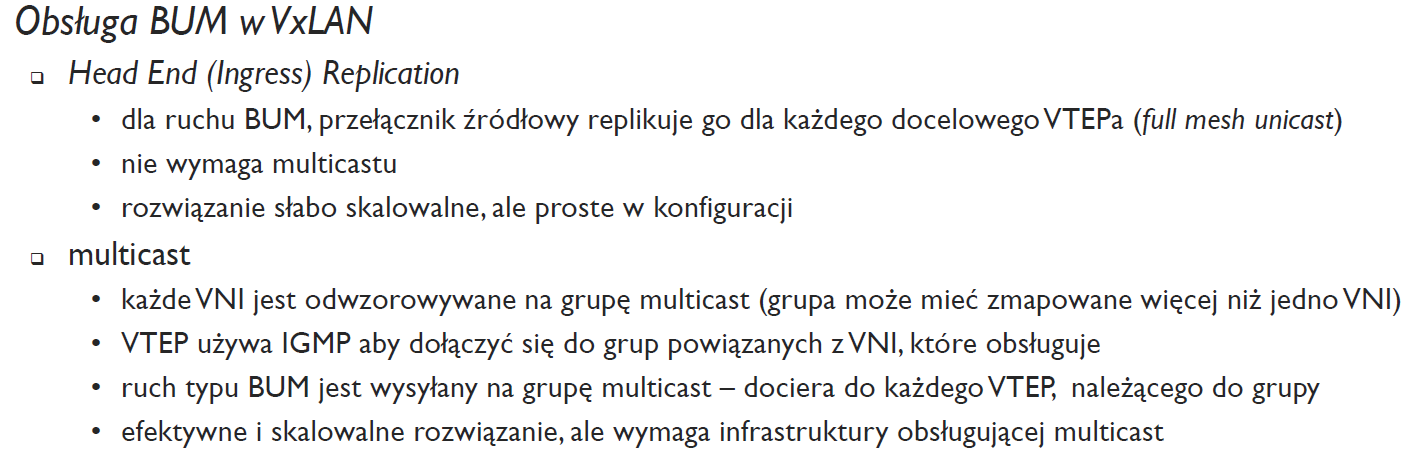 Obsługa BUM w VxLAN
❑ Head End (Ingress) Replication
• dla ruchu BUM, przełącznik źródłowy replikuje go dla każdego docelowego VTEPa (full mesh unicast)
• nie wymaga multicastu
• rozwiązanie słabo skalowalne, ale proste w konfiguracji
❑ multicast
• każde VNI jest odwzorowywane na grupę multicast (grupa może mieć zmapowane więcej niż jedno VNI)
• VTEP używa IGMP aby dołączyć się do grup powiązanych z VNI, które obsługuje
• ruch typu BUM jest wysyłany na grupę multicast – dociera do każdego VTEP, należącego do grupy
• efektywne i skalowalne rozwiązanie, ale wymaga infrastruktury obsługującej multicast